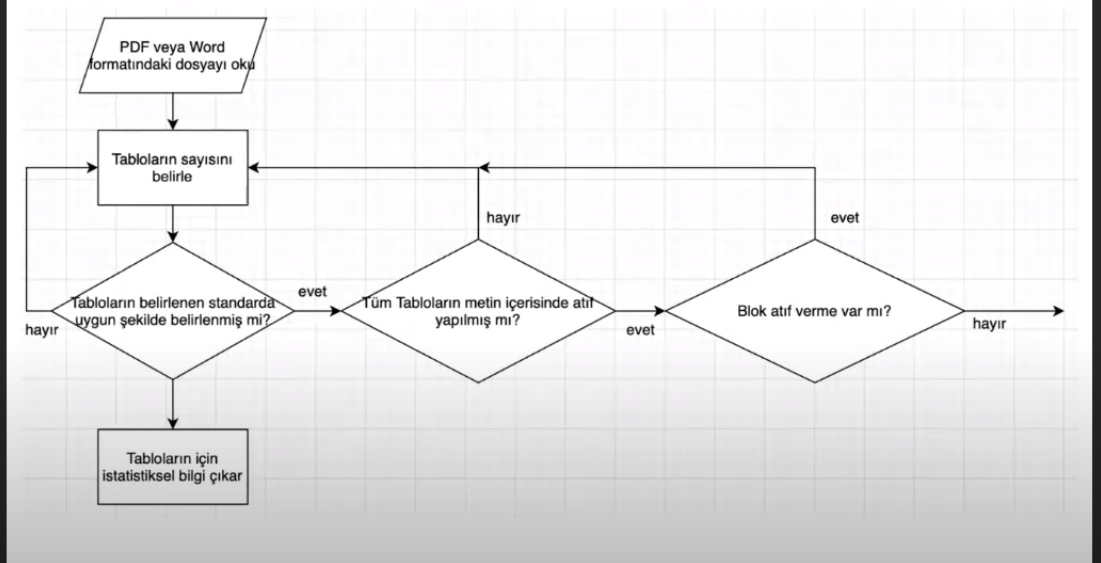 PDF veya Word
formatındaki dosyayı oku
Tabloların sayısını
belirle
hayır
evet
Tabloların belirlenen standarda
uygun şekilde belirlenmiş mi?
evet
Tüm Tabloların metin içerisinde atıf
yapılmış mı?
Blok atıf verme var mı?
hayır
evet
hayır
Tabloların için
istatistiksel bilgi çıkar